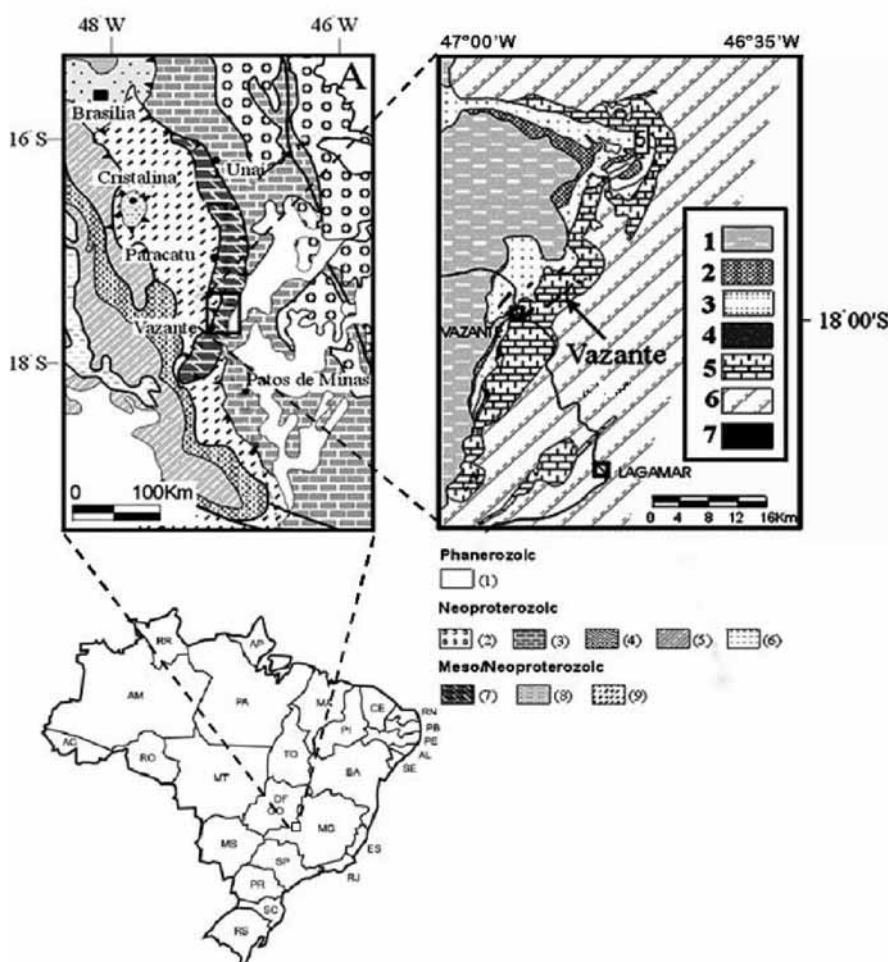 48° W 46° W
A
Brasília
16°S
Cristalina
Unaí
Paracatu
Vazante
18°S
Patos de Minas
0 100Km
47°00'W 46°35'W
1
2
3
4
5
6
7
18°00'S
VAZANTE
Vazante
LAGAMAR
0 4 8 12 16Km
Phanerozoic
(1)
Neoproterozoic
(2) (3) (4) (5) (6)
Meso/Neoproterozoic
(7) (8) (9)
RR
AP
AM
PA
MA
CE
RN
PB
PI
PE
AC
AL
RO
TO
SE
MT
BA
DF
GO
MG
MS
ES
SP
RJ
PR
SC
RS